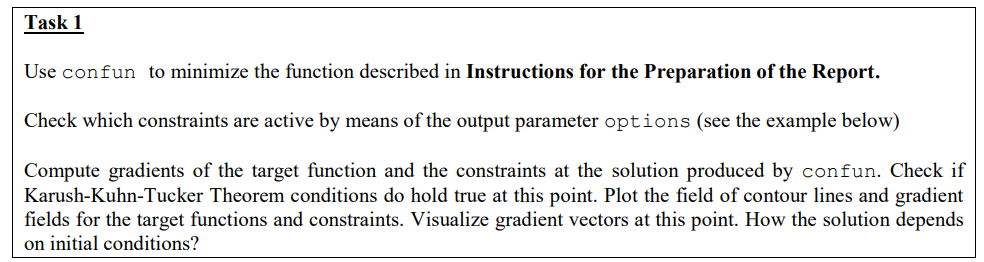 Task 1
Use confun to minimize the function described in Instructions for the Preparation of the Report.
Check which constraints are active by means of the output parameter options (see the example below)
Compute gradients of the target function and the constraints at the solution produced by confun. Check if
Karush-Kuhn-Tucker Theorem conditions do hold true at this point. Plot the field of contour lines and gradient
fields for the target functions and constraints. Visualize gradient vectors at this point. How the solution depends
on initial conditions?